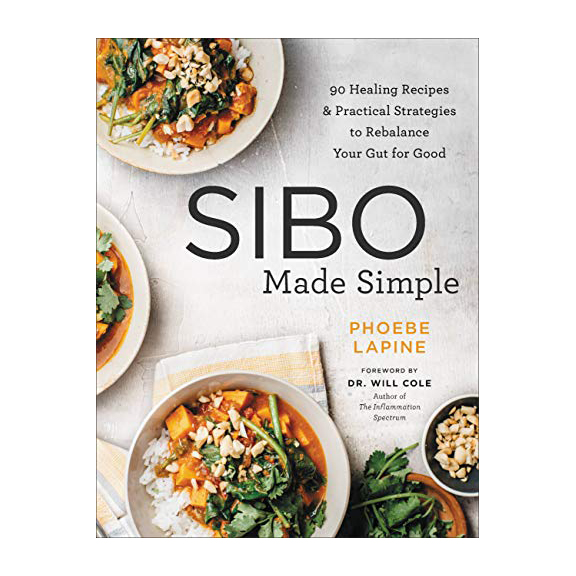 90 Healing Recipes
& Practical Strategies
to Rebalance
Your Gut for Good
SIBO
Made Simple
PHOEBE
LAPINE
FOREWORD BY
DR. WILL COLE
Author of
The Inflammation
Spectrum